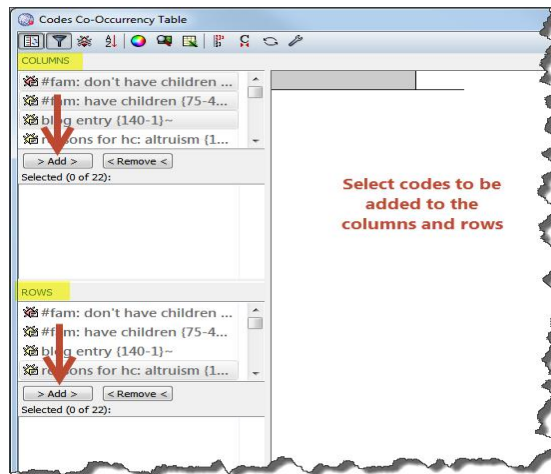 Codes Co-Occurrency Table
COLUMNS
#fam: don't have children ...
#fam: have children {75-4...
blog entry {140-1}~
reasons for hc: altruism {1...
> Add > < Remove <
Selected (0 of 22):
Select codes to be
added to the
columns and rows
ROWS
#fam: don't have children ...
#fam: have children {75-4...
blog entry {140-1}~
reasons for hc: altruism {1...
> Add > < Remove <
Selected (0 of 22):